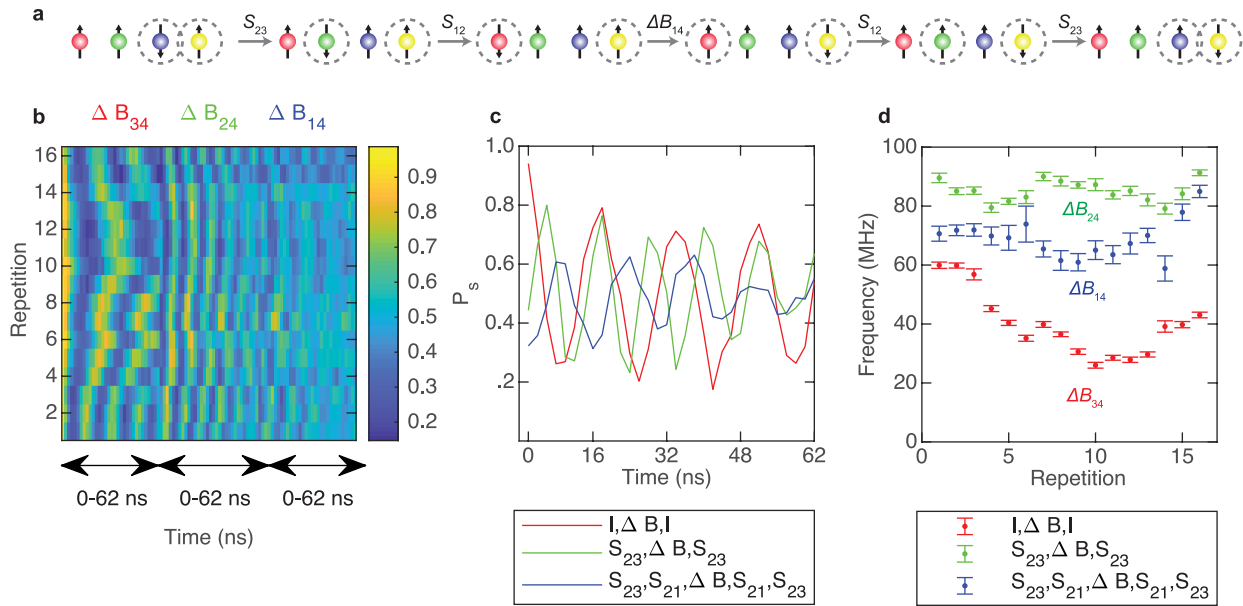 a
S23 S12 ΔB14 S12 S23
b
Δ B34 Δ B24 Δ B14
Repetition
16
14
12
10
8
6
4
2
0.9
0.8
0.7
0.6
0.5
0.4
0.3
0.2
0-62 ns 0-62 ns 0-62 ns
Time (ns)
c
Ps
1.0
0.8
0.6
0.4
.2
0 16 32 48 62
Time (ns)
I,Δ B,I
S23,Δ B,S23
S23,S21,Δ B,S21,S23
d
Frequency (MHz)
100
80
60
40
20
0
ΔB24
ΔB14
ΔB34
0 5 10 15
Repetition
I,Δ B,I
S23,Δ B,S23
S23,S21,Δ B,S21,S23